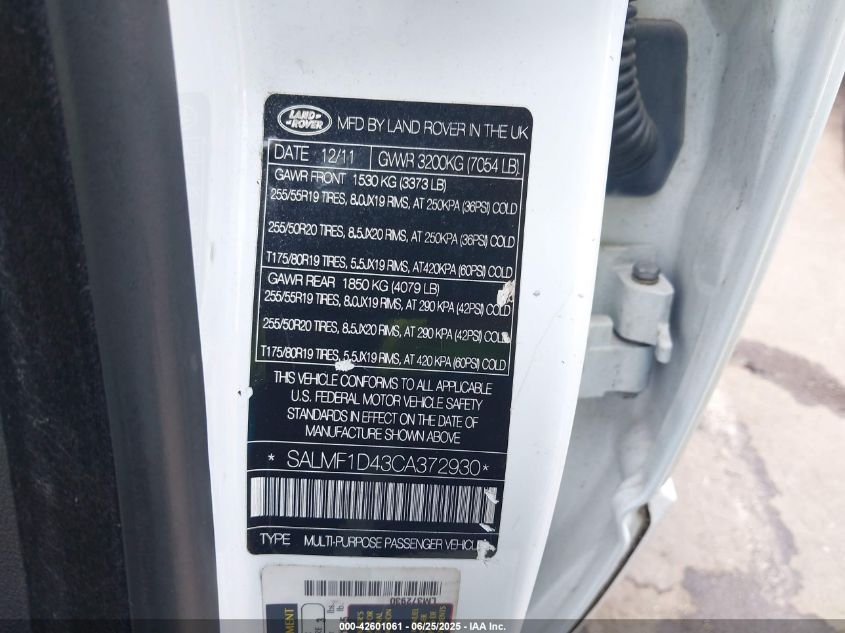 LAND ROVER
MFD BY LAND ROVER IN THE UK
DATE 12/11 GWWR 3200KG (7054 LB)
GAWR FRONT 1530 KG (3373 LB)
255/55R19 TIRES, 8.0JX19 RIMS, AT 250KPA (36PSI) COLD
255/50R20 TIRES, 8.5JX20 RIMS, AT 250KPA (36PSI) COLD
T175/80R19 TIRES, 5.5JX19 RIMS, AT 420KPA (60PSI) COLD
GAWR REAR 1850 KG (4079 LB)
255/55R19 TIRES, 8.0JX19 RIMS, AT 290 KPA (42PSI) COLD
255/50R20 TIRES, 8.5JX20 RIMS, AT 290 KPA (42PSI) COLD
T175/80R19 TIRES, 5.5JX19 RIMS, AT 420 KPA (60PSI) COLD
THIS VEHICLE CONFORMS TO ALL APPLICABLE
U.S. FEDERAL MOTOR VEHICLE SAFETY
STANDARDS IN EFFECT ON THE DATE OF
MANUFACTURE SHOWN ABOVE
* SALMF1D43CA372930 *
TYPE MULTI-PURPOSE PASSENGER VEHICLE
LM372930
000-42601061 - 06/25/2025 - IAA Inc.